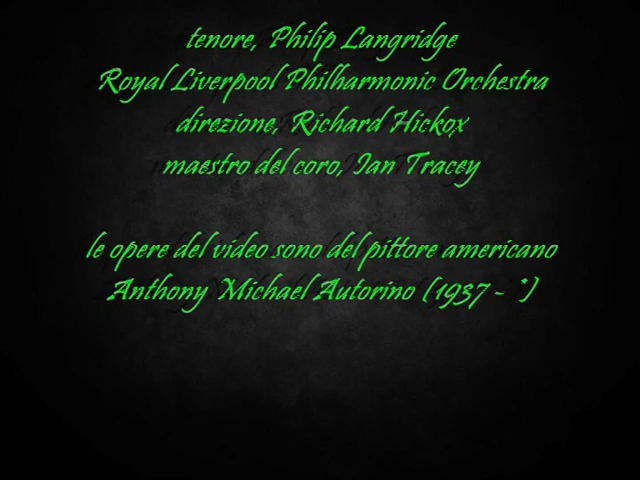 tenore, Philip Langridge
Royal Liverpool Philharmonic Orchestra
direzione, Richard Hickox
maestro del coro, Ian Tracey
le opere del video sono del pittore americano
Anthony Michael Autorino (1937 - *)